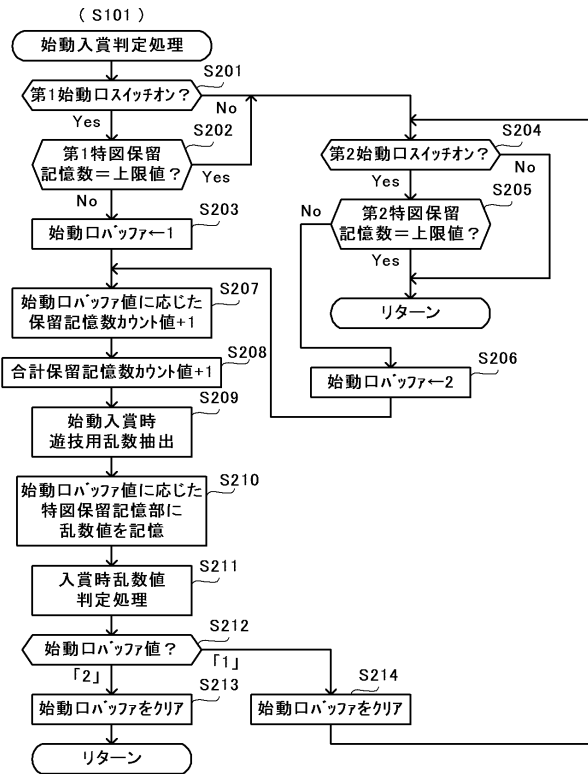 （S101）
始動入賞判定処理
S201
第1始動口スイッチオン？
No
Yes
S202
第1特図保留
記憶数＝上限値？
Yes
No
S203
始動口バッファ←1
S204
第2始動口スイッチオン？
No
Yes
S205
No
第2特図保留
記憶数＝上限値？
Yes
リターン
S206
始動口バッファ←2
S207
始動口バッファ値に応じた
保留記憶数カウント値+1
S208
合計保留記憶数カウント値+1
S209
始動入賞時
遊技用乱数抽出
S210
始動口バッファ値に応じた
特図保留記憶部に
乱数値を記憶
S211
入賞時乱数値
判定処理
S212
始動口バッファ値？
「2」
「1」
S213
始動口バッファをクリア
S214
始動口バッファをクリア
リターン